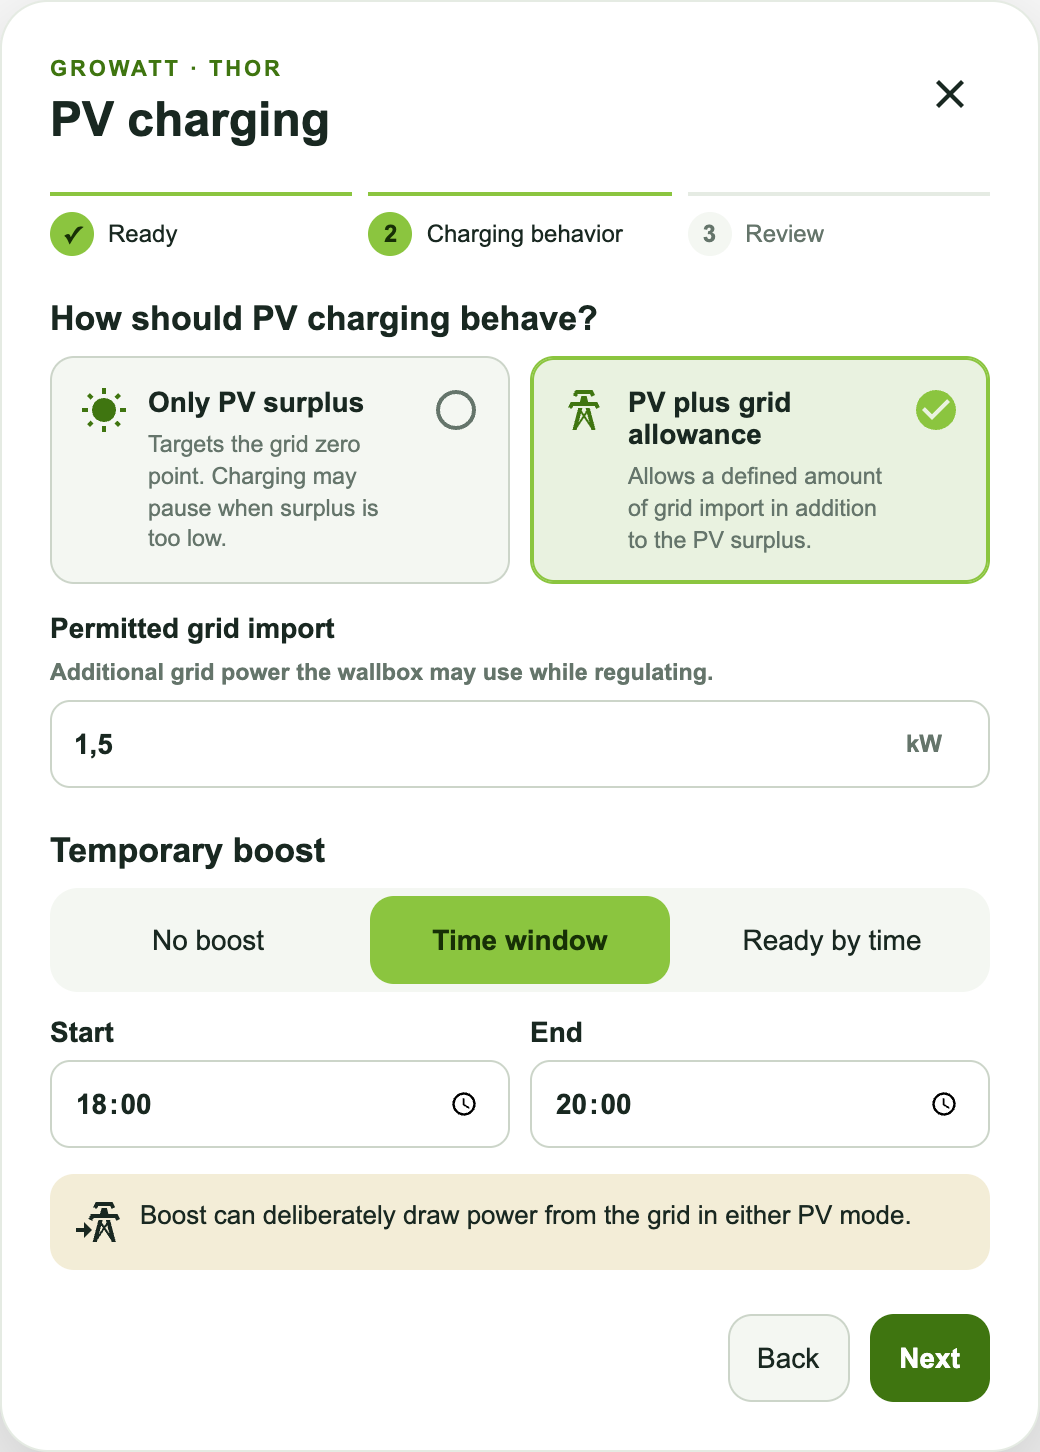 GROWATT · THOR
PV charging
Ready
2
Charging behavior
3
Review
How should PV charging behave?
Only PV surplus
Targets the grid zero
point. Charging may
pause when surplus is
too low.
PV plus grid
allowance
Allows a defined amount
of grid import in addition
to the PV surplus.
Permitted grid import
Additional grid power the wallbox may use while regulating.
1,5
kW
Temporary boost
No boost
Time window
Ready by time
Start
End
18:00
20:00
Boost can deliberately draw power from the grid in either PV mode.
Back
Next